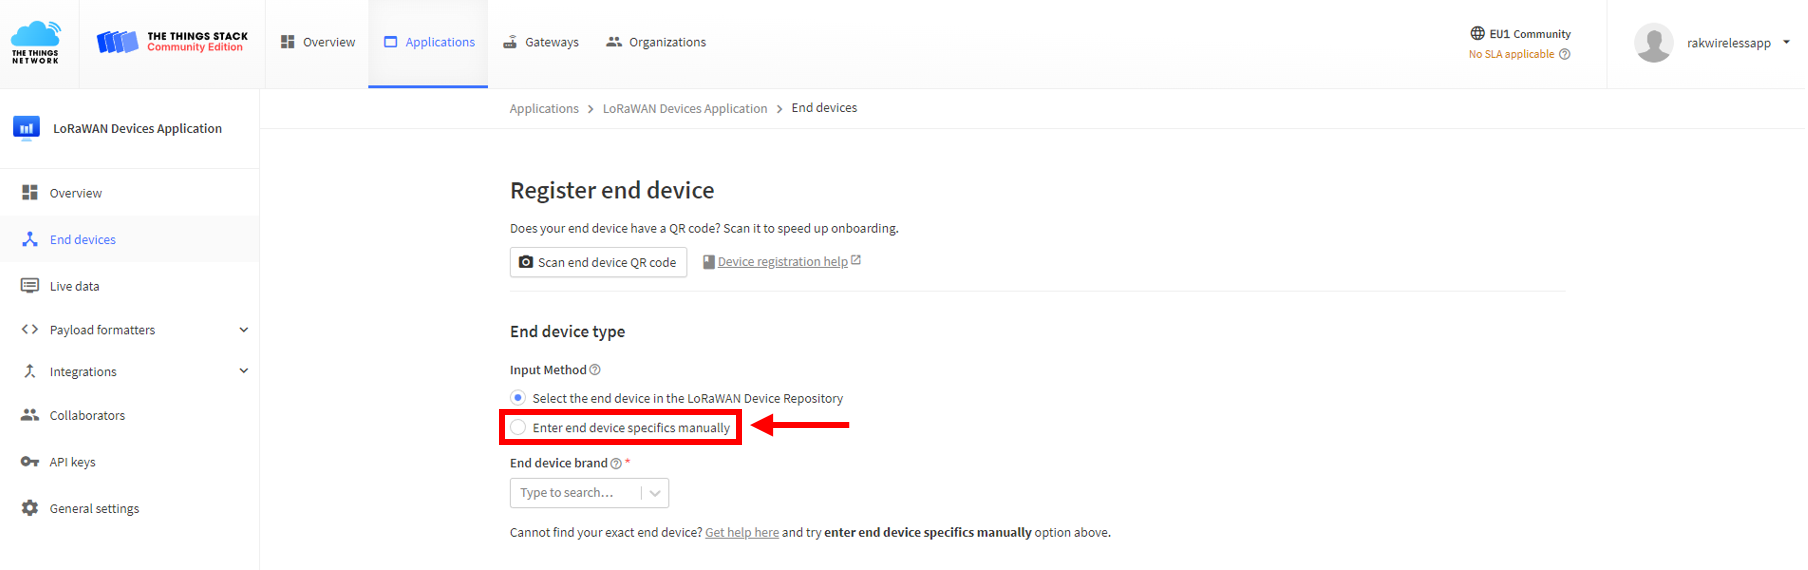 THE THINGS
NETWORK
THE THINGS STACK
Community Edition
Overview
Applications
Gateways
Organizations
EU1 Community
No SLA applicable
rakwirelessapp
LoRaWAN Devices Application
Overview
End devices
Live data
Payload formatters
Integrations
Collaborators
API keys
General settings
Applications > LoRaWAN Devices Application > End devices
Register end device
Does your end device have a QR code? Scan it to speed up onboarding.
Scan end device QR code
Device registration help
End device type
Input Method
Select the end device in the LoRaWAN Device Repository
Enter end device specifics manually
End device brand *
Type to search...
Cannot find your exact end device? Get help here and try enter end device specifics manually option above.